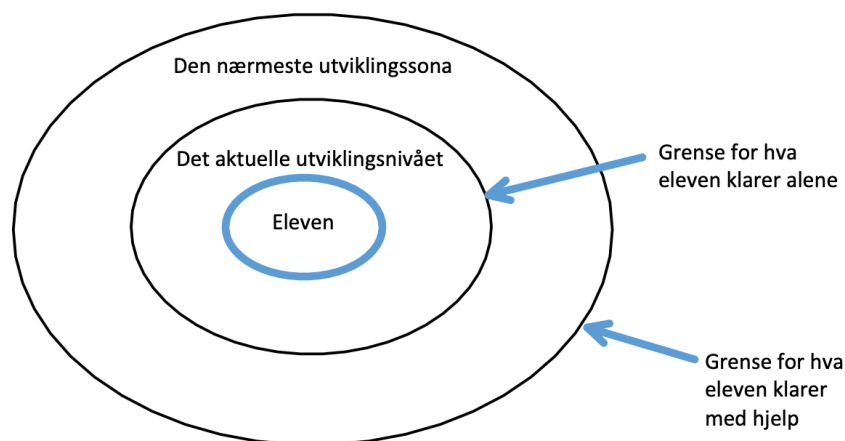 Den nærmeste utviklingssona
Det aktuelle utviklingsnivået
Eleven
Grense for hva
eleven klarer alene
Grense for hva
eleven klarer
med hjelp